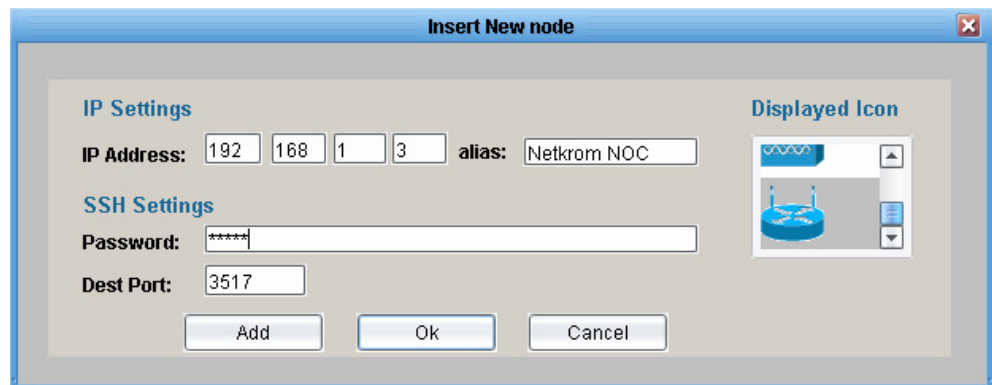 Insert New node
IP Settings
Displayed Icon
IP Address: 192 168 1 3 alias: Netkrom NOC
SSH Settings
Password: *****
Dest Port: 3517
Add Ok Cancel